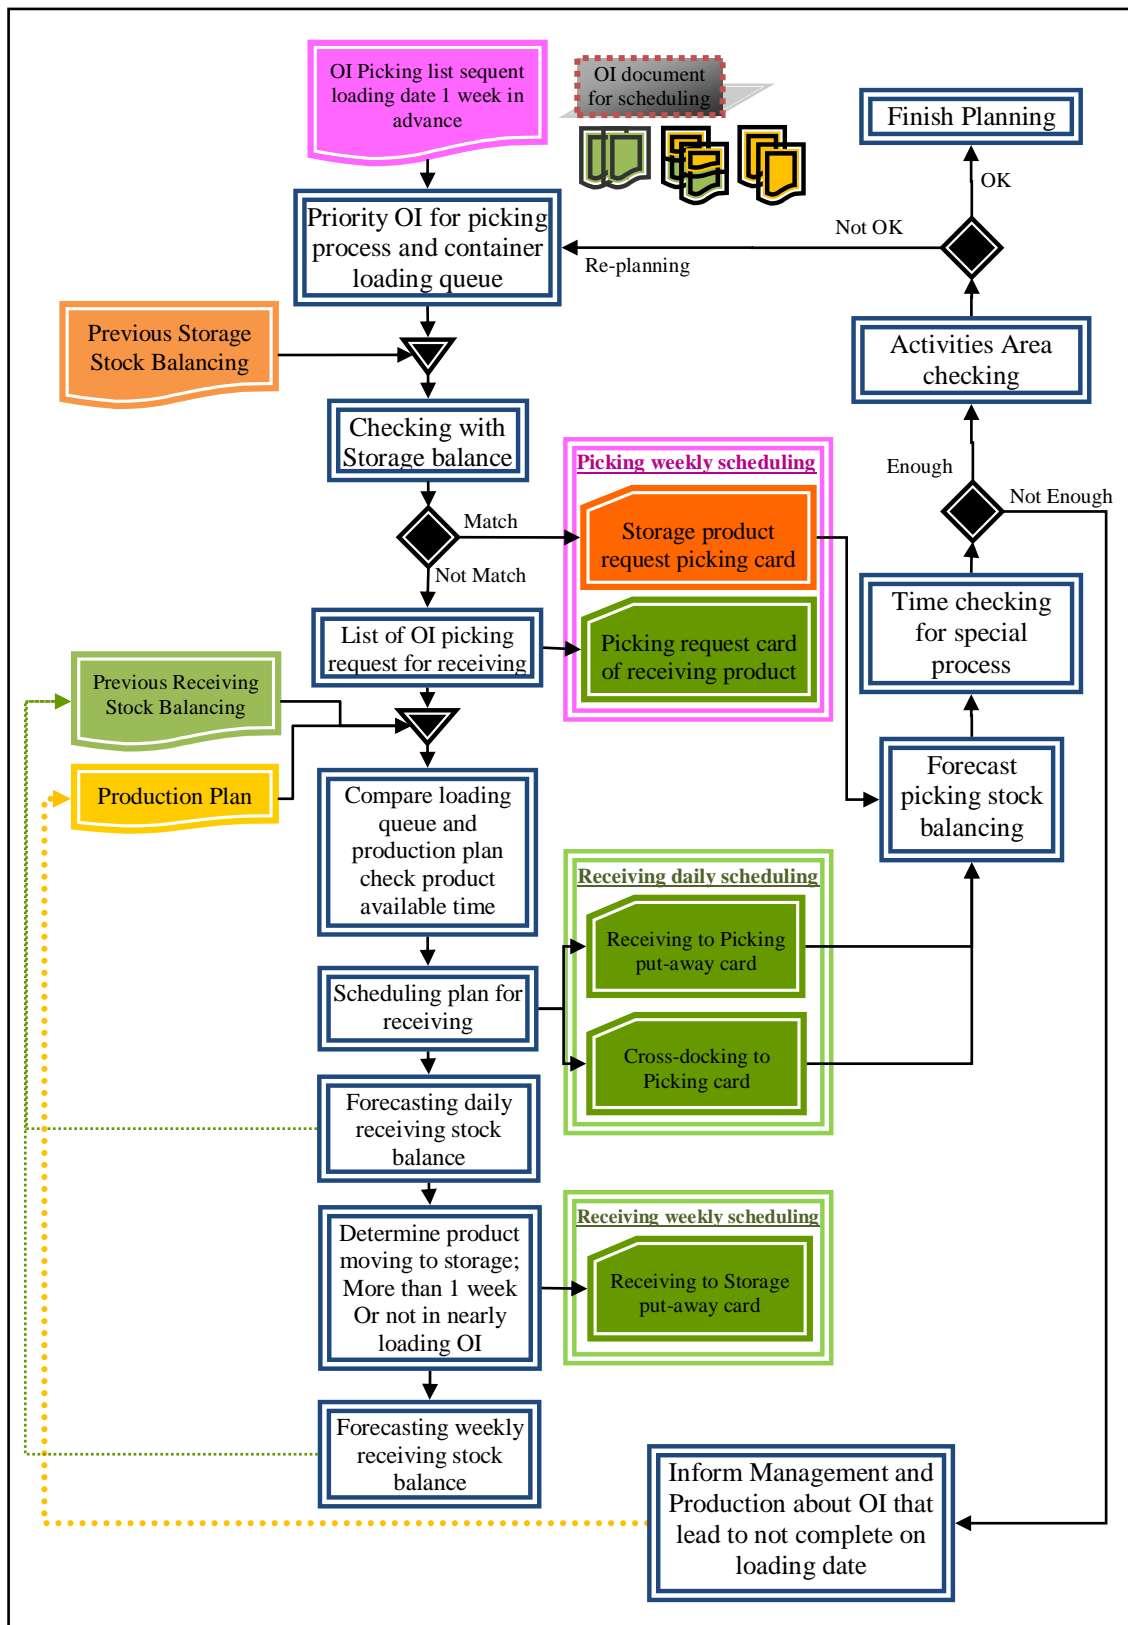 OI Picking list sequent
loading date 1 week in
advance
OI document
for scheduling
Finish Planning
OK
Not OK
Re-planning
Priority OI for picking
process and container
loading queue
Previous Storage
Stock Balancing
Activities Area
checking
Checking with
Storage balance
Enough
Not Enough
Picking weekly scheduling
Match
Storage product
request picking card
Not Match
Time checking
for special
process
List of OI picking
request for receiving
Picking request card
of receiving product
Previous Receiving
Stock Balancing
Production Plan
Forecast
picking stock
balancing
Compare loading
queue and
production plan
check product
available time
Receiving daily scheduling
Receiving to Picking
put-away card
Scheduling plan for
receiving
Cross-docking to
Picking card
Forecasting daily
receiving stock
balance
Determine product
moving to storage;
More than 1 week
Or not in nearly
loading OI
Receiving weekly scheduling
Receiving to Storage
put-away card
Forecasting weekly
receiving stock
balance
Inform Management and
Production about OI that
lead to not complete on
loading date